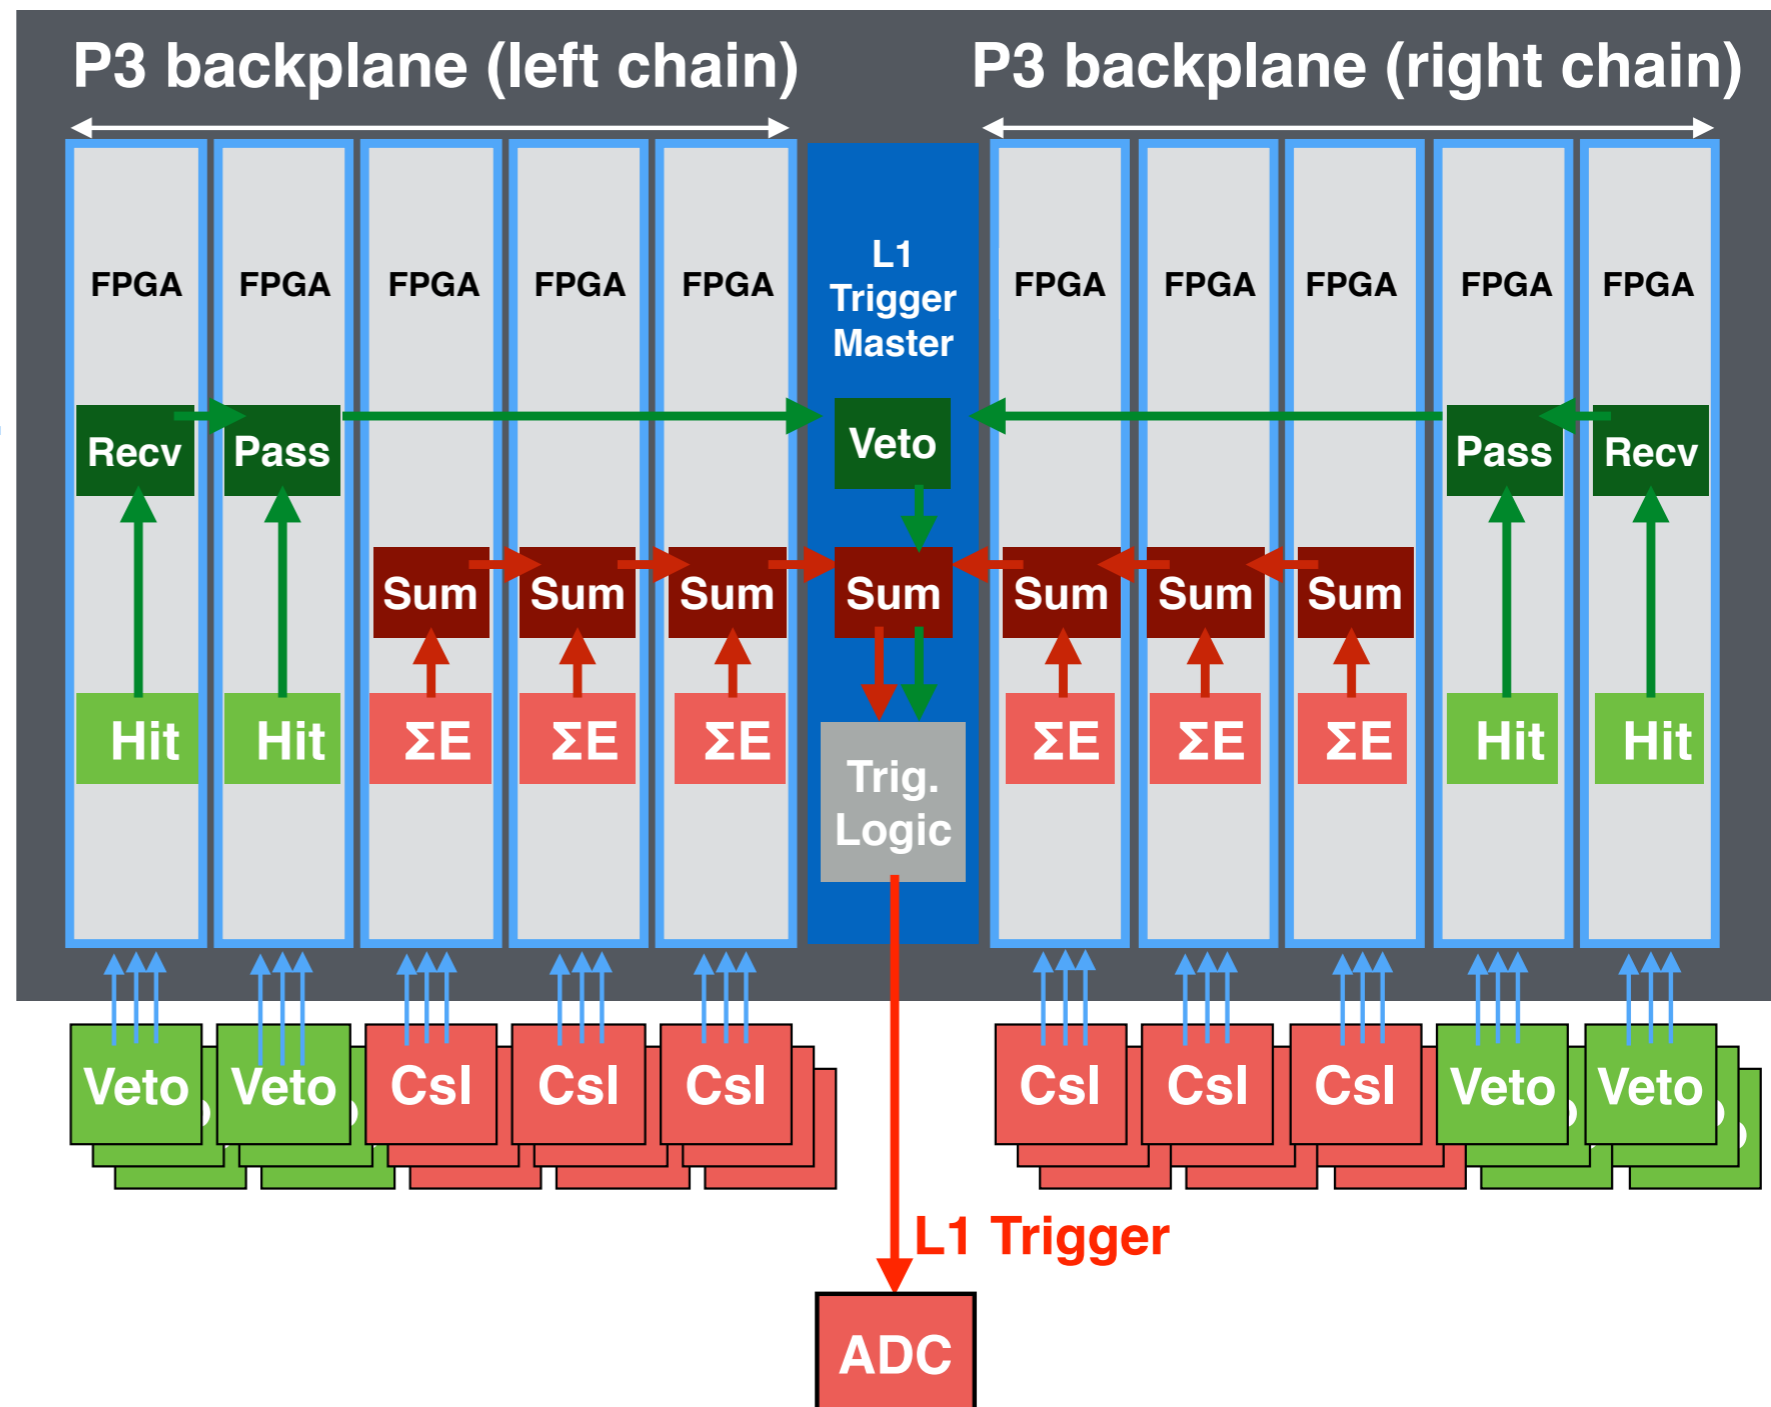 P3 backplane (left chain) P3 backplane (right chain)
FPGA FPGA FPGA FPGA FPGA
L1
Trigger
Master
FPGA FPGA FPGA FPGA FPGA
Recv Pass Veto Pass Recv
Sum Sum Sum Sum Sum Sum Sum
Hit Hit ΣE ΣE ΣE ΣE ΣE ΣE Hit Hit
Trig.
Logic
Veto Veto CsI CsI CsI CsI CsI CsI Veto Veto
L1 Trigger
ADC